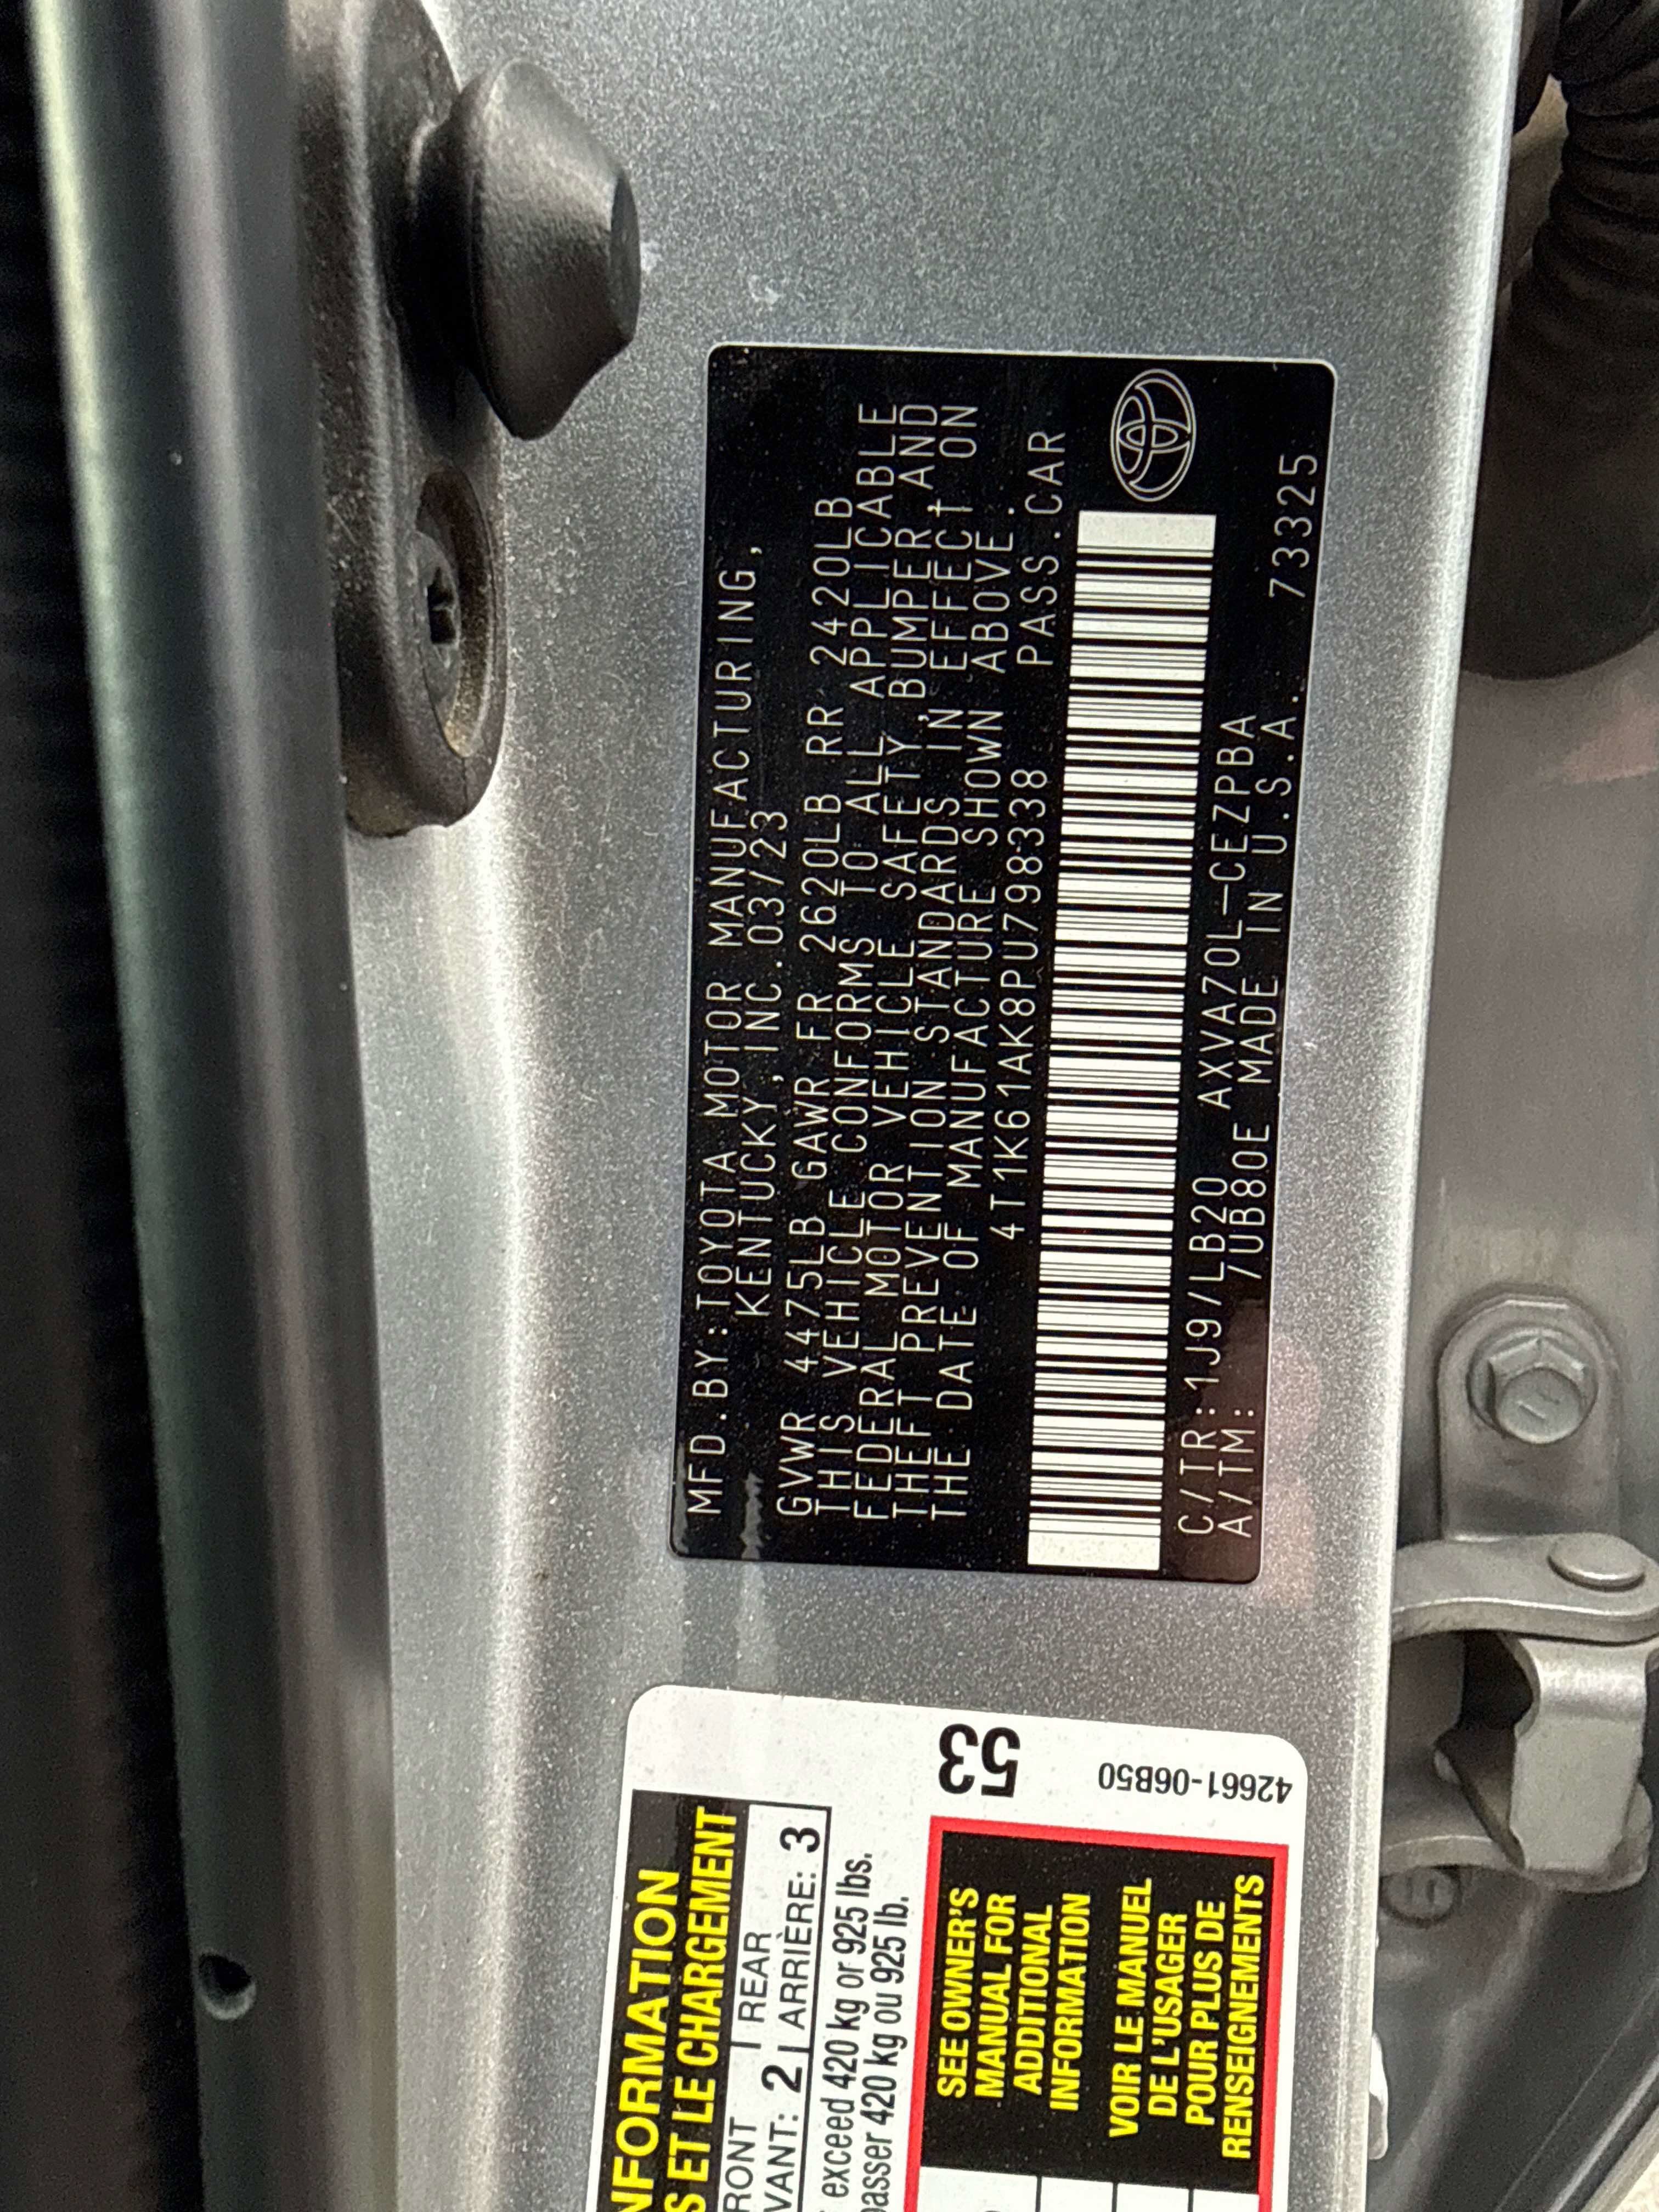 MFD.BY:TOYOTA MOTOR MANUFACTURING,
KENTUCKY,INC.03/23
GVWR 4475LB GAWR FR 2620LB RR 2420LB
THIS VEHICLE CONFORMS TO ALL APPLICABLE
FEDERAL MOTOR VEHICLE SAFETY,BUMPER,AND
THEFT PREVENTION STANDARDS IN EFFECT ON
THE DATE OF MANUFACTURE SHOWN ABOVE.
4T1K61AK8PU798338 PASS.CAR
C/TR:1J9/LB20 AXVA70L-CEZPBA
A/TM: 7UB80E MADE IN U.S.A. 73325
NFORMATION
S ET LE CHARGEMENT
RONT | REAR
VANT: 2 | ARRIÈRE: 3
exceed 420 kg or 925 lbs.
passer 420 kg ou 925 lb.
53
42661-06B50
SEE OWNER'S
MANUAL FOR
ADDITIONAL
INFORMATION
VOIR LE MANUEL
DE L'USAGER
POUR PLUS DE
RENSEIGNEMENTS